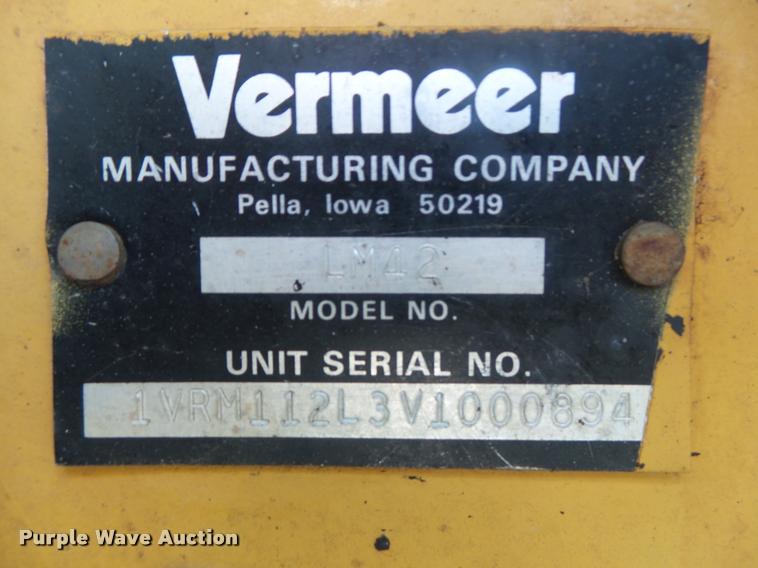 Vermeer
MANUFACTURING COMPANY
Pella, Iowa 50219
LM42
MODEL NO.
UNIT SERIAL NO.
1VRM112L3V1000894
Purple Wave Auction